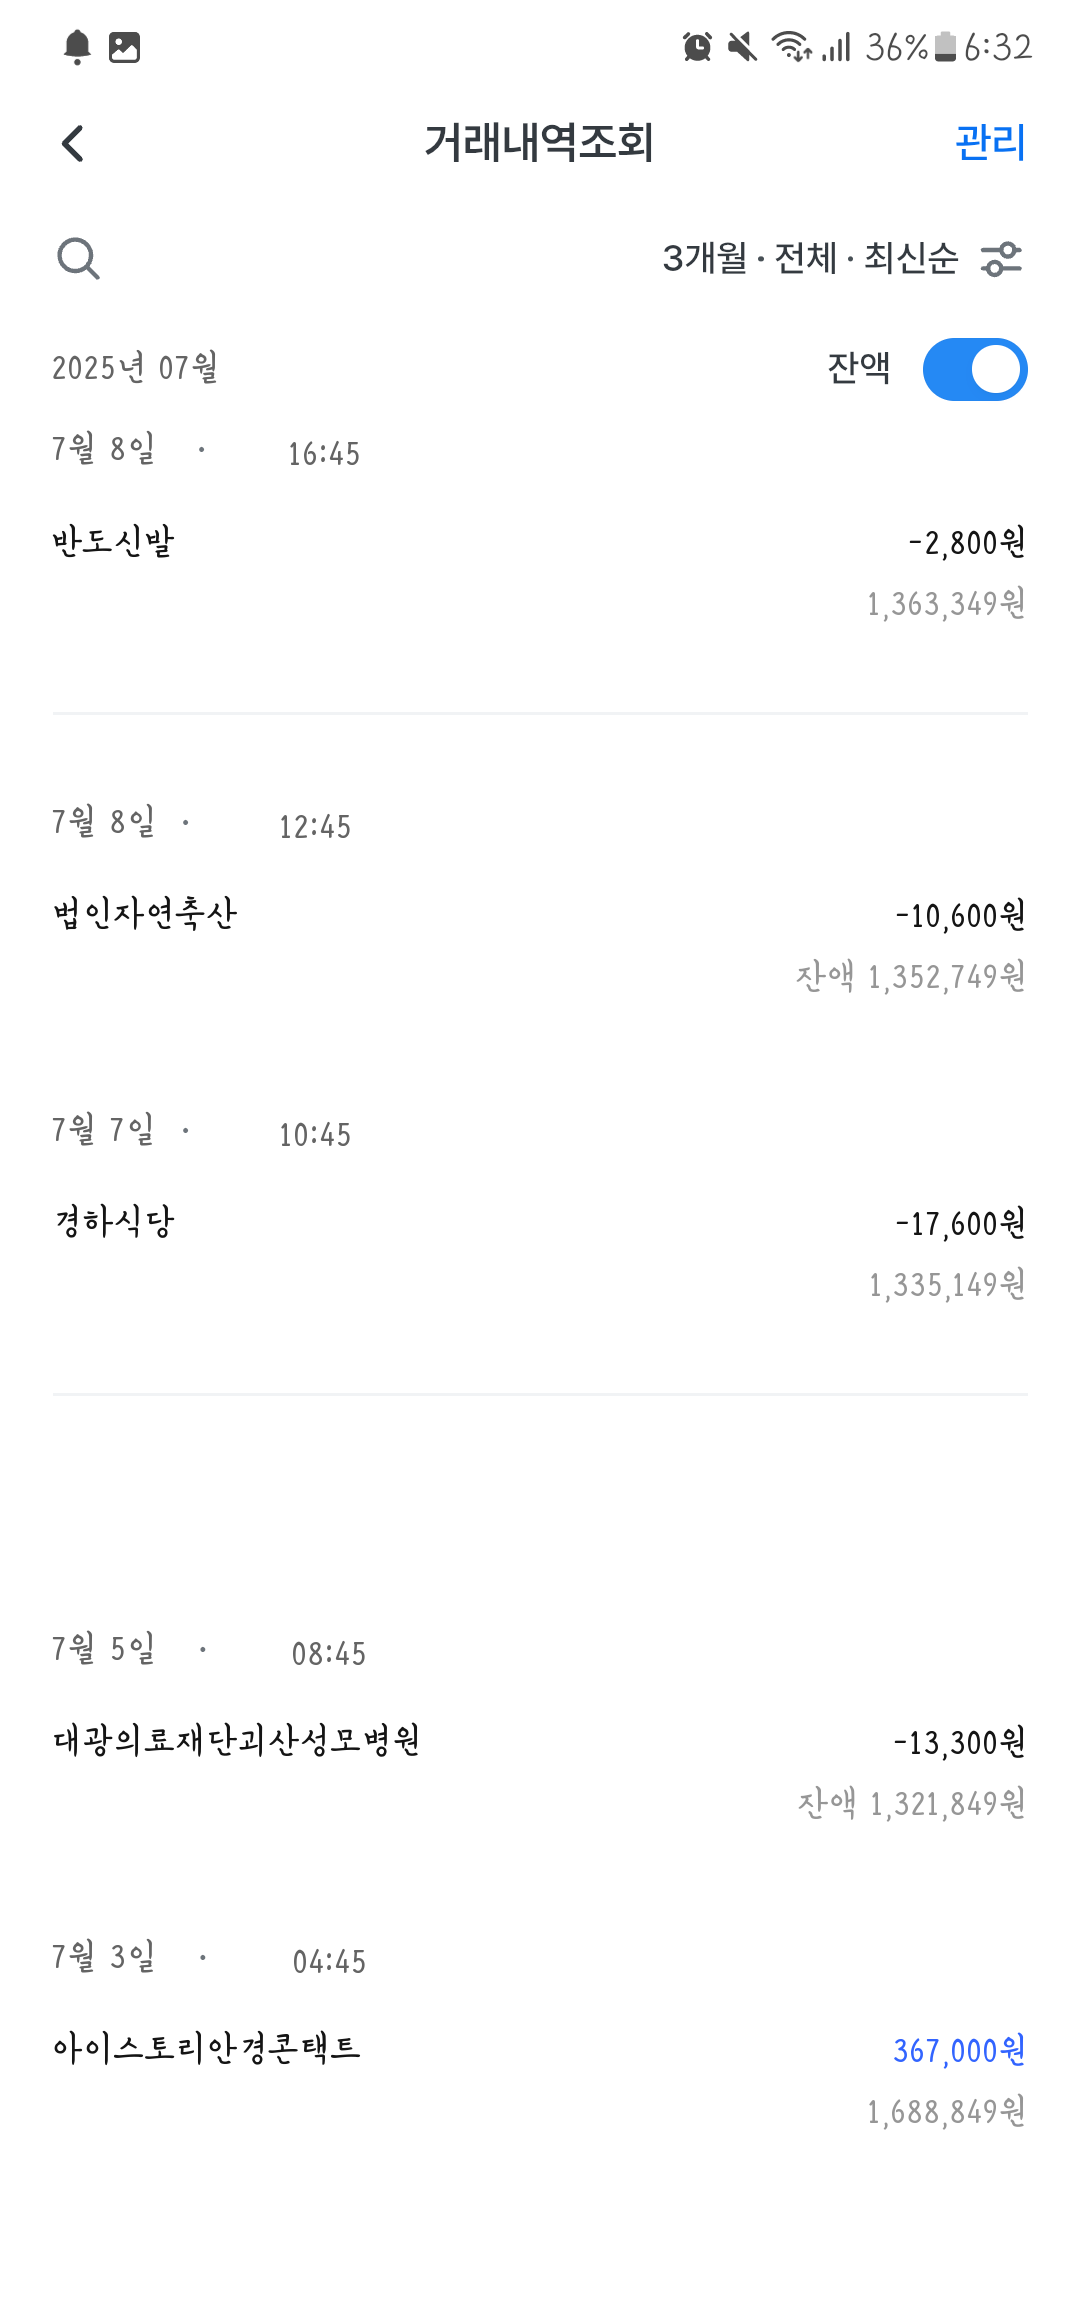 36% 6:32
거래내역조회 관리
3개월 · 전체 · 최신순
2025년 07월 잔액
7월 8일 · 16:45
반도신발 -2,800원
1,363,349원
7월 8일 · 12:45
법인자연축산 -10,600원
잔액 1,352,749원
7월 7일 · 10:45
경하식당 -17,600원
1,335,149원
7월 5일 · 08:45
대광의료재단괴산성모병원 -13,300원
잔액 1,321,849원
7월 3일 · 04:45
아이스토리안경콘택트 367,000원
1,688,849원